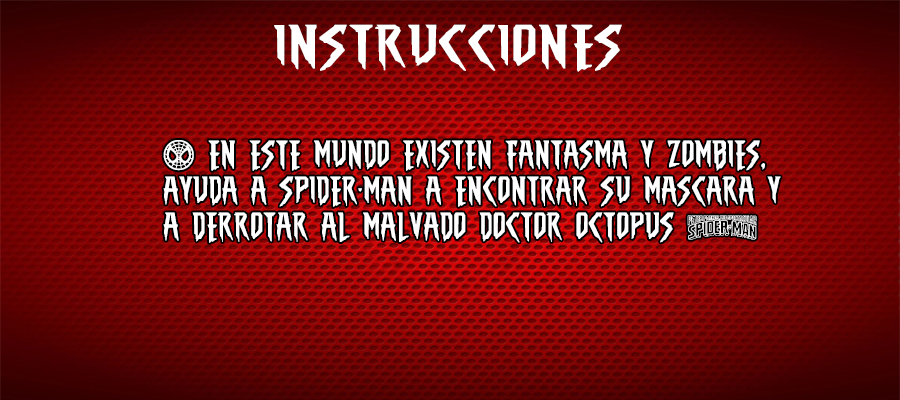 INSTRUCCIONES
EN ESTE MUNDO EXISTEN FANTASMA Y ZOMBIES,
AYUDA A SPIDER-MAN A ENCONTRAR SU MASCARA Y
A DERROTAR AL MALVADO DOCTOR OCTOPUS SPIDER-MAN